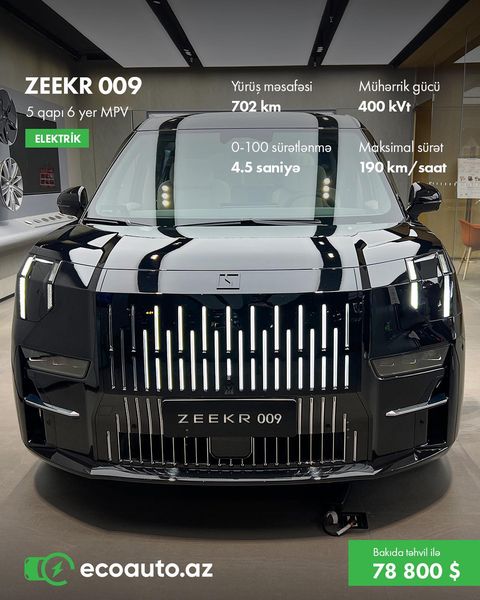 ZEEKR 009
5 qapı 6 yer MPV
ELEKTRİK
Yürüş məsafəsi
702 km
Mühərrik gücü
400 kVt
0-100 sürətlənmə
4.5 saniyə
Maksimal sürət
190 km/saat
ZEEKR 009
ecoauto.az
Bakıda təhvil ilə
78 800 $